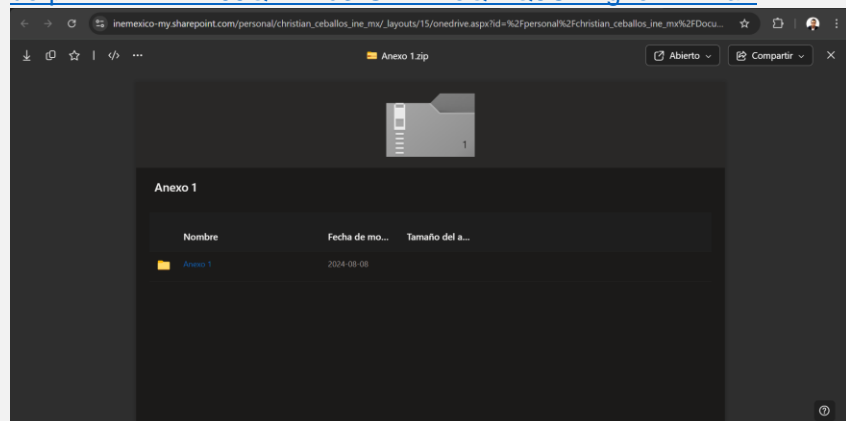 inemexico-my.sharepoint.com/personal/christian_ceballos_ine_mx/_layouts/15/onedrive.aspx?id=%2Fpersonal%2Fchristian_ceballos_ine_mx%2FDocu...
Anexo 1.zip
Abierto
Compartir
1
Anexo 1
Nombre Fecha de mo... Tamaño del a...
Anexo 1 2024-08-08